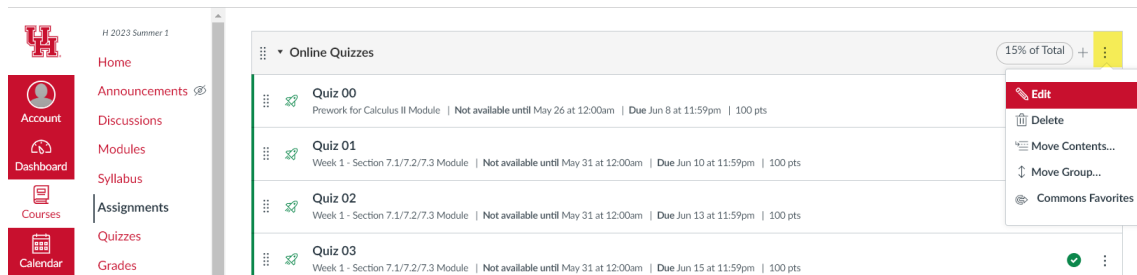 UH
H 2023 Summer 1
Home
Announcements
Discussions
Modules
Syllabus
Assignments
Quizzes
Grades
Account
Dashboard
Courses
Calendar
Online Quizzes
15% of Total
Quiz 00
Prework for Calculus II Module | Not available until May 26 at 12:00am | Due Jun 8 at 11:59pm | 100 pts
Quiz 01
Week 1 - Section 7.1/7.2/7.3 Module | Not available until May 31 at 12:00am | Due Jun 10 at 11:59pm | 100 pts
Quiz 02
Week 1 - Section 7.1/7.2/7.3 Module | Not available until May 31 at 12:00am | Due Jun 13 at 11:59pm | 100 pts
Quiz 03
Week 1 - Section 7.1/7.2/7.3 Module | Not available until May 31 at 12:00am | Due Jun 15 at 11:59pm | 100 pts
Edit
Delete
Move Contents...
Move Group...
Commons Favorites